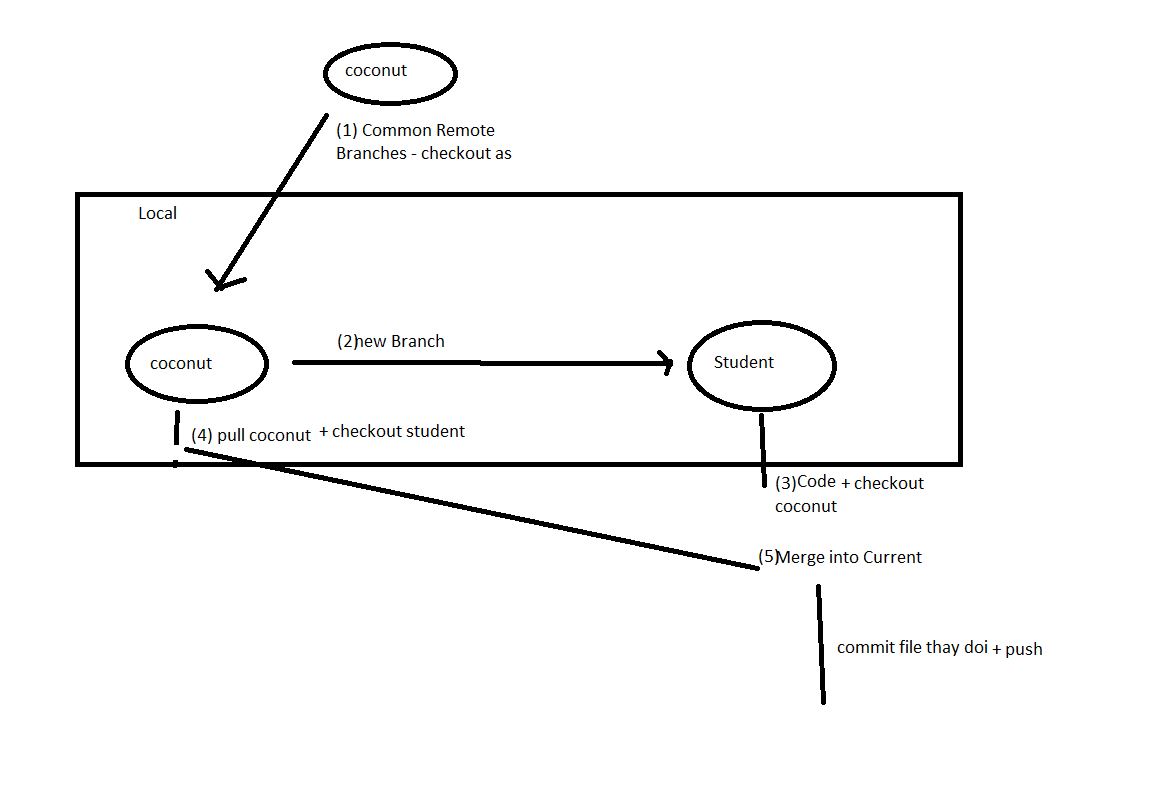 coconut
(1) Common Remote
Branches - checkout as
Local
(2)new Branch
coconut
Student
(4) pull coconut + checkout student
(3)Code + checkout
coconut
(5)Merge into Current
commit file thay doi + push